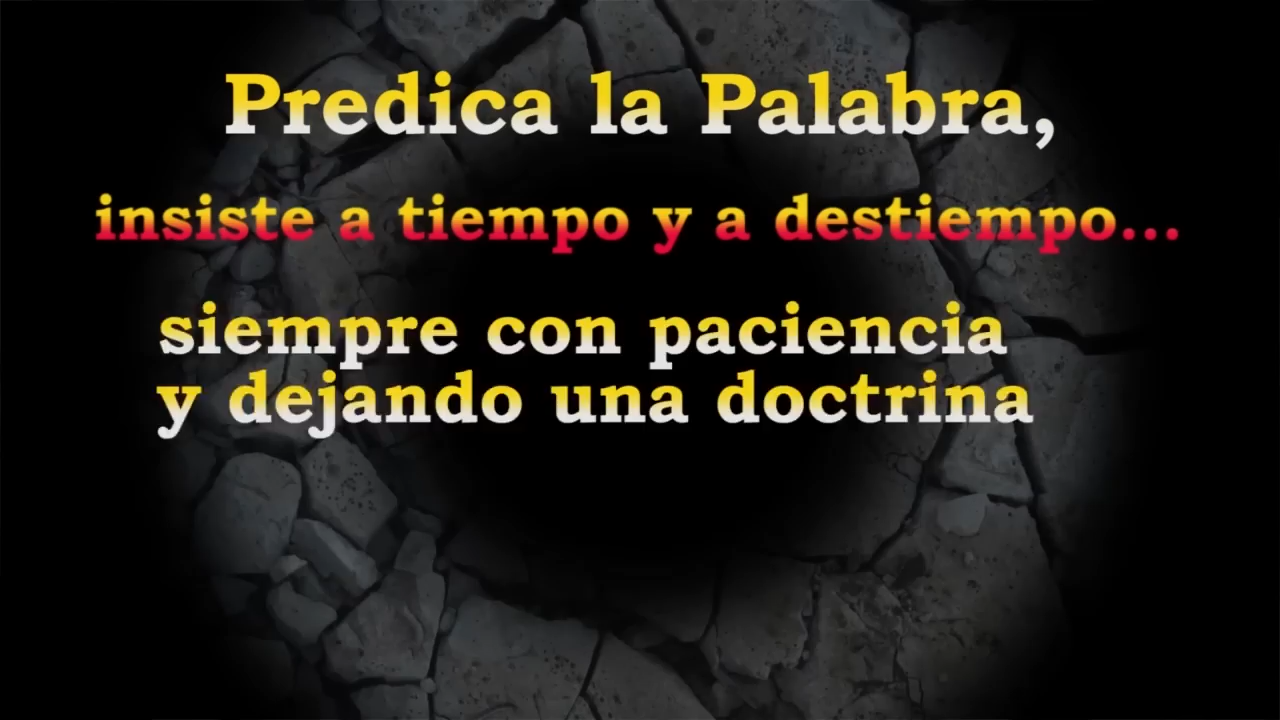 Predica la Palabra,
insiste a tiempo y a destiempo...
siempre con paciencia
y dejando una doctrina